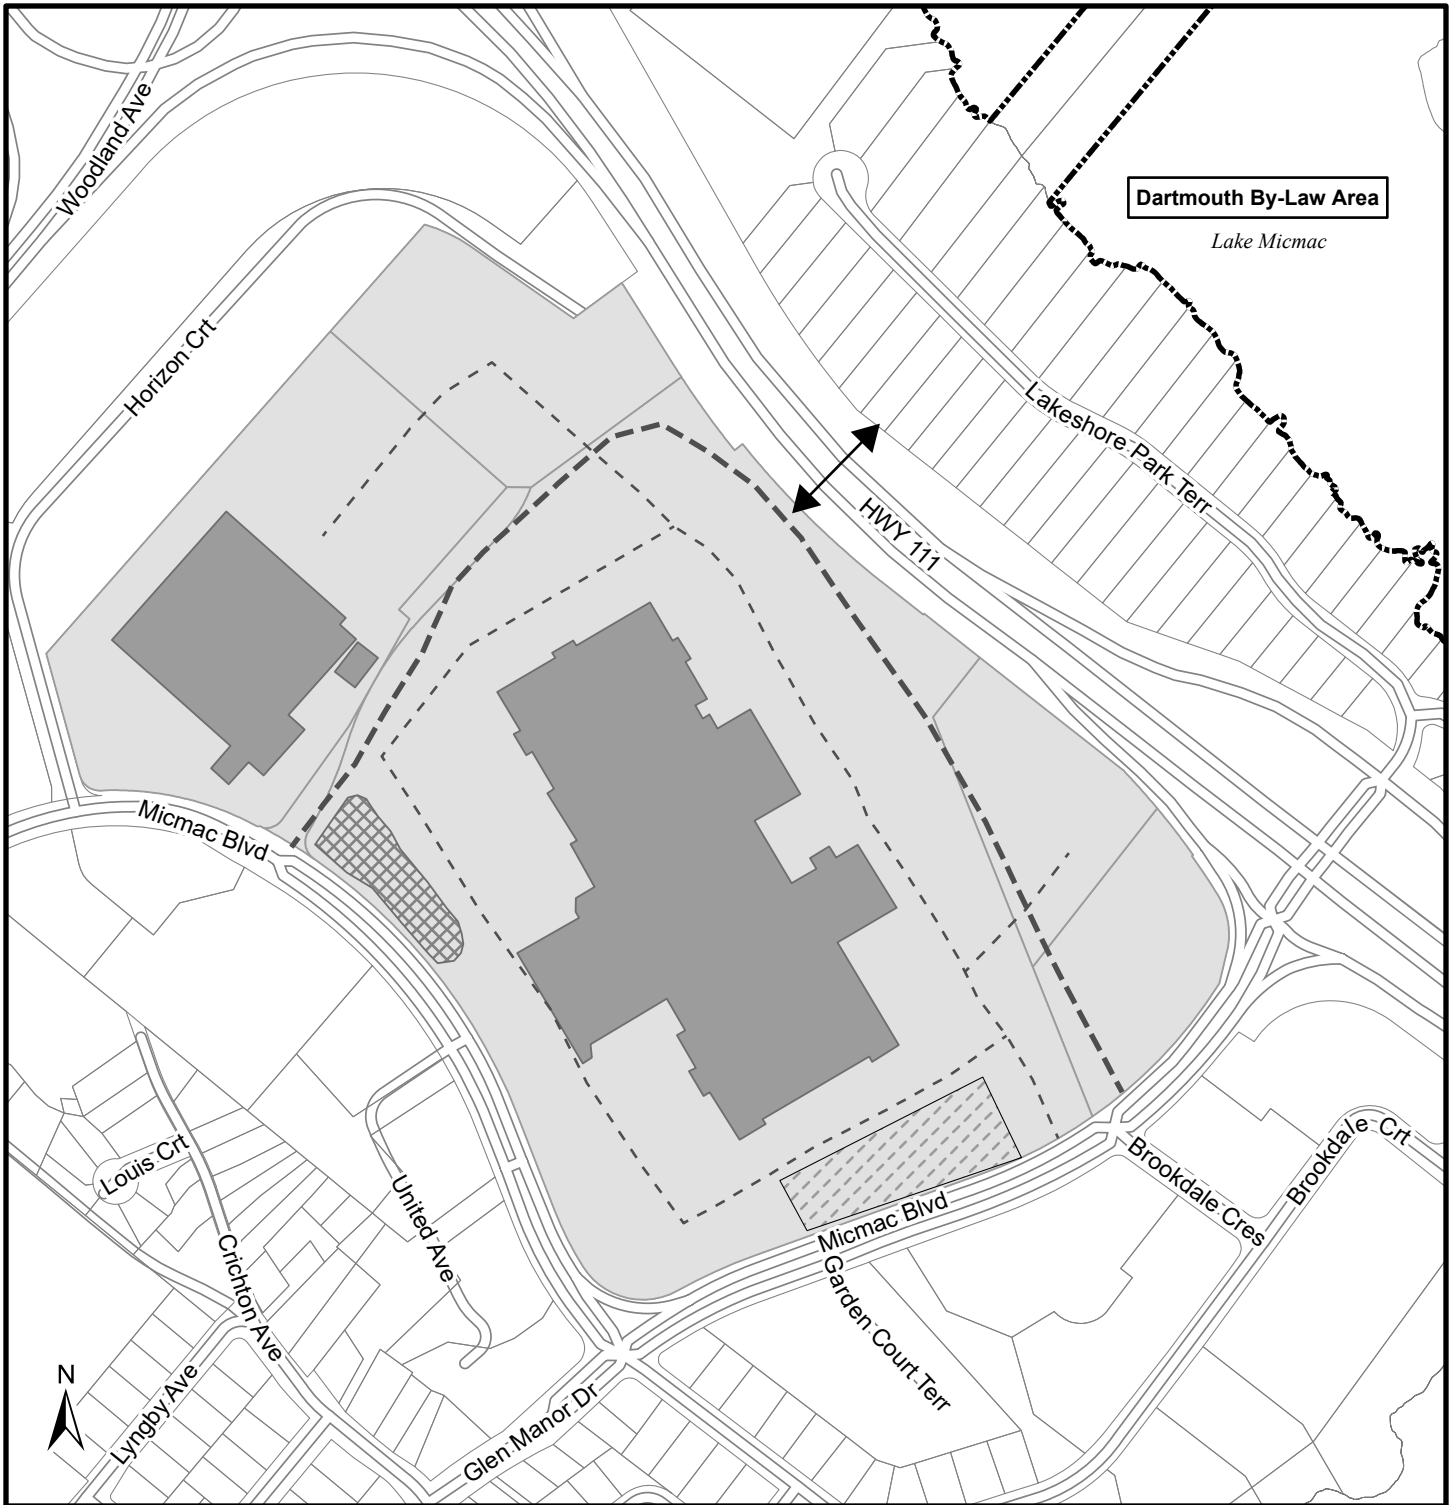 Woodland Ave
Dartmouth By-Law Area
Lake Micmac
Horizon Crt
Lakeshore Park Terr
HWY 111
Micmac Blvd
Louis Crt
United Ave
Crichton Ave
Micmac Blvd
Brookdale Crt
Brookdale Cres
Garden Court Terr
N
Lyngby Ave
Glen Manor Dr